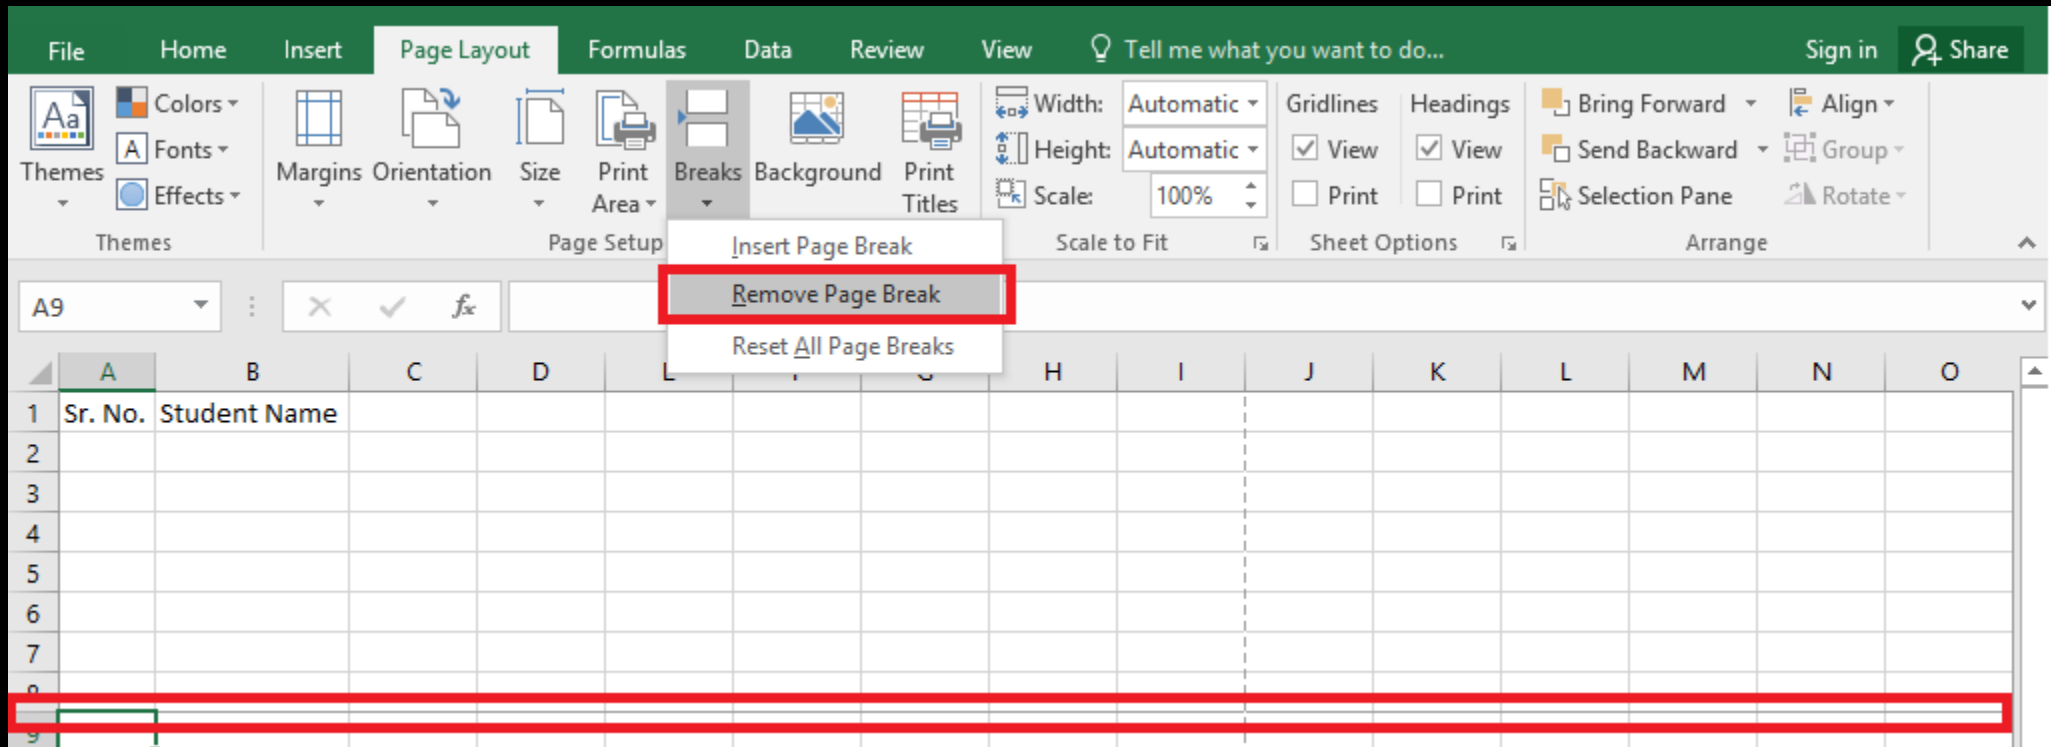 File Home Insert Page Layout Formulas Data Review View Tell me what you want to do... Sign in Share
Aa Colors Width: Automatic Gridlines Headings Bring Forward Align
A Fonts Height: Automatic View View Send Backward Group
Themes Effects Margins Orientation Size Print Area Breaks Background Print Titles Scale: 100% Print Print Selection Pane Rotate
Themes Page Setup Scale to Fit Sheet Options Arrange
Insert Page Break
Remove Page Break
Reset All Page Breaks
A9 fx
A B C D H I J K L M N O
1 Sr. No. Student Name
2
3
4
5
6
7
8
9